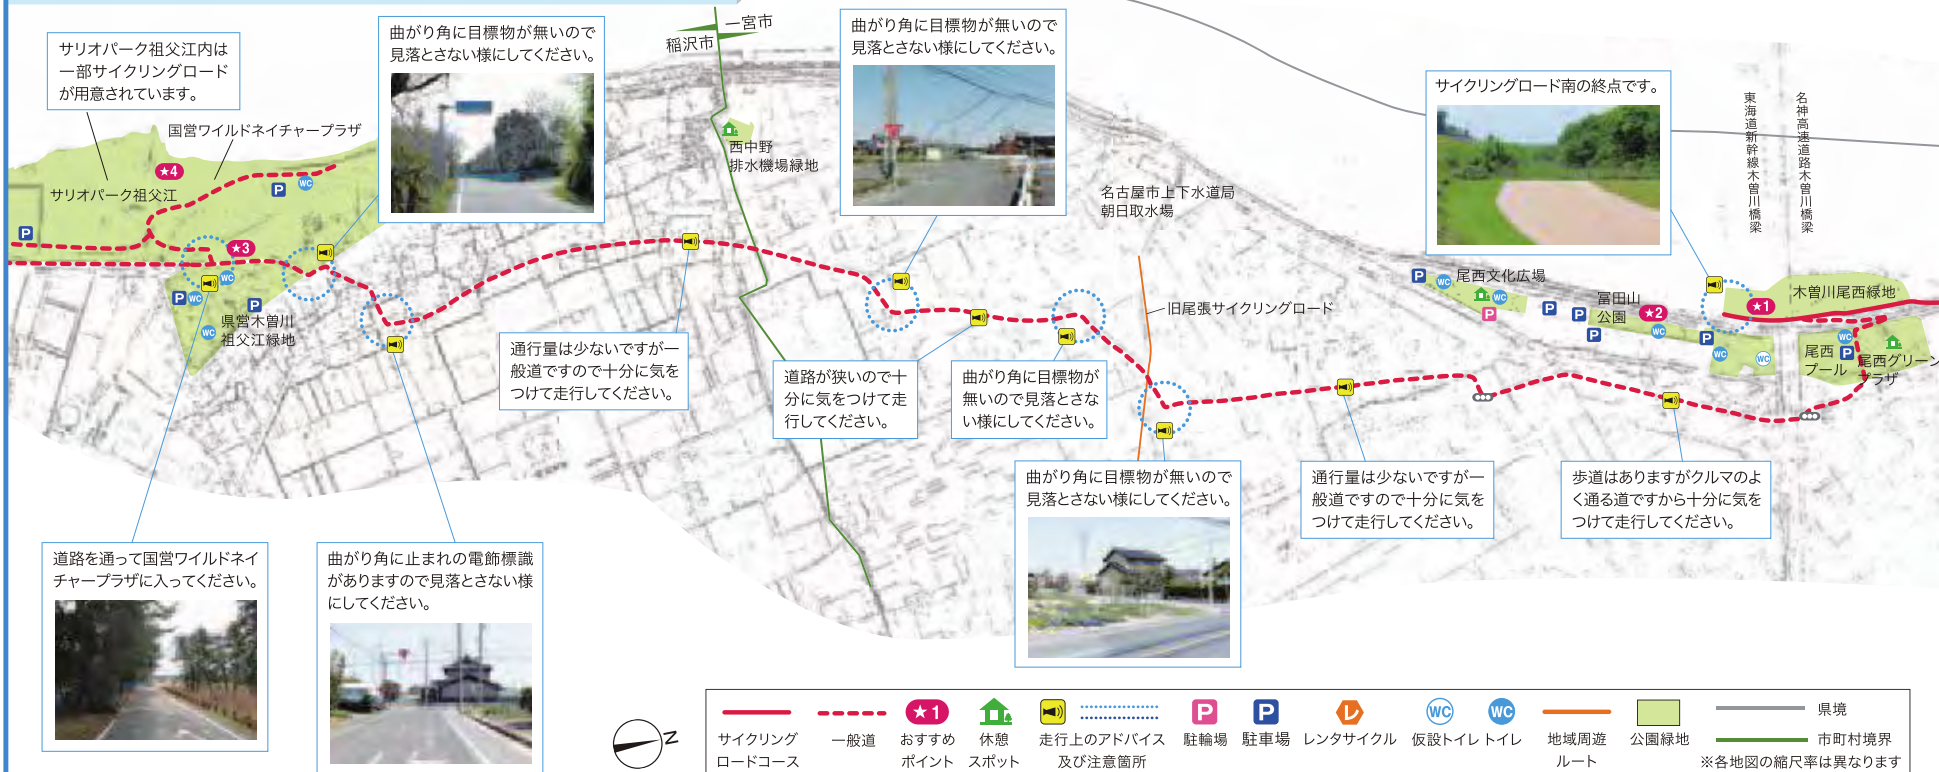 サリオパーク祖父江内は
一部サイクリングロード
が用意されています。
曲がり角に目標物が無いので
見落とさない様にしてください。
一宮市
稲沢市
曲がり角に目標物が無いので
見落とさない様にしてください。
サイクリングロード南の終点です。
東海道新幹線木曽川橋梁
名神高速道路木曽川橋梁
国営ワイルドネイチャープラザ
★4
WC
P
サリオパーク祖父江
P
★3
WC
P
WC
P
WC
県営木曽川
祖父江緑地
西中野
排水機場緑地
名古屋市上下水道局
朝日取水場
旧尾張サイクリングロード
P
WC
尾西文化広場
WC
P
P
P
P
冨田山
公園
★2
WC
P
WC
WC
★1
木曽川尾西緑地
WC
P
尾西
プール
尾西グリーン
プラザ
通行量は少ないですが一
般道ですので十分に気を
つけて走行してください。
道路が狭いので十
分に気をつけて走
行してください。
曲がり角に目標物が
無いので見落とさな
い様にしてください。
曲がり角に目標物が無いので
見落とさない様にしてください。
通行量は少ないですが一
般道ですので十分に気を
つけて走行してください。
歩道はありますがクルマのよ
く通る道ですから十分に気を
つけて走行してください。
道路を通って国営ワイルドネイ
チャープラザに入ってください。
曲がり角に止まれの電飾標識
がありますので見落とさない様
にしてください。
N
サイクリング
ロードコース
一般道
★1
おすすめ
ポイント
休憩
スポット
走行上のアドバイス
及び注意箇所
P
駐輪場
P
駐車場
レ
レンタサイクル
WC
仮設トイレ
WC
トイレ
地域周遊
ルート
公園緑地
県境
市町村境界
※各地図の縮尺率は異なります